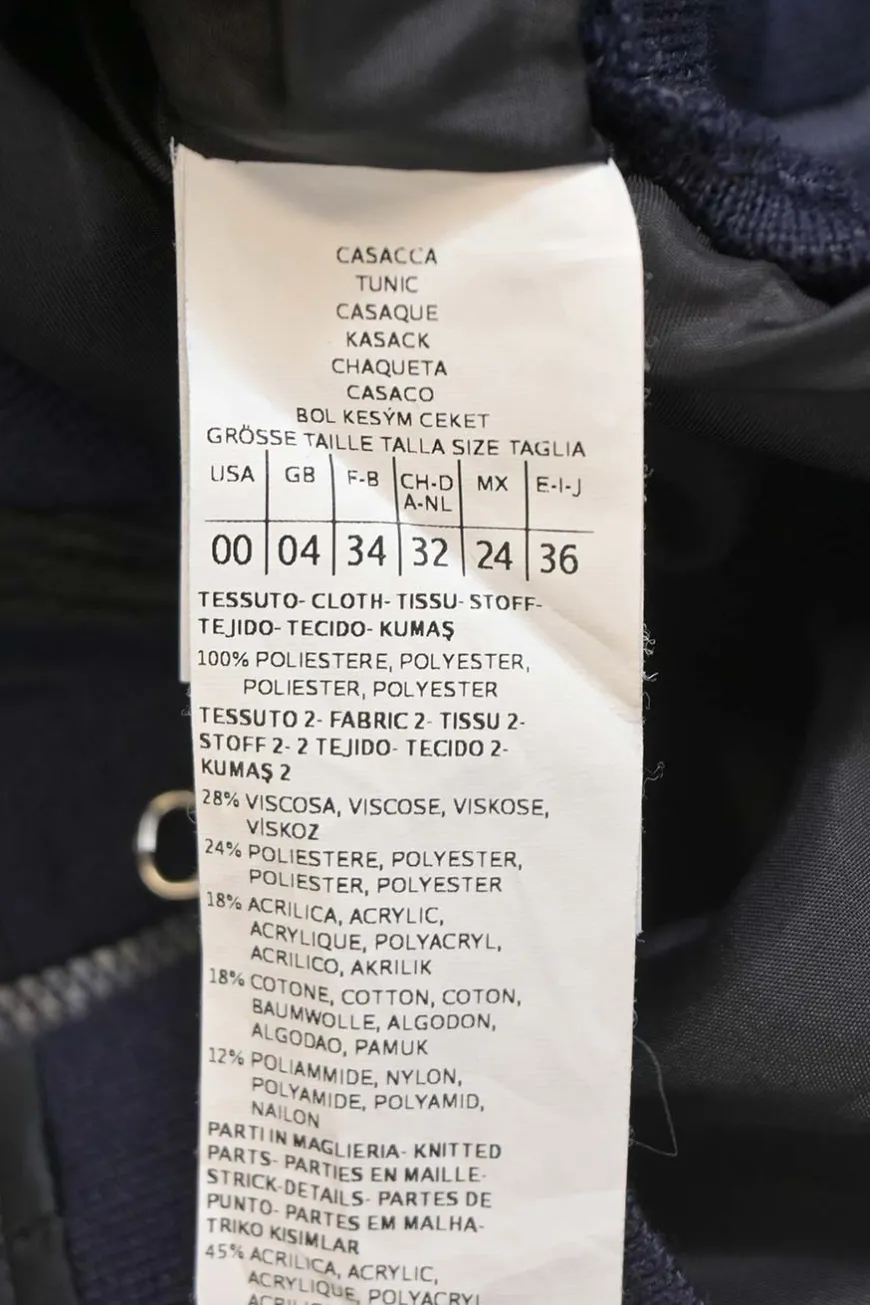 CASACCA
TUNIC
CASAQUE
KASACK
CHAQUETA
CASACO
BOL KESÝM CEKET
GRÖSSE TAILLE TALLA SIZE TAGLIA
USA GB F-B CH-D A-NL MX E-I-J
00 04 34 32 24 36
TESSUTO- CLOTH- TISSU- STOFF-
TEJIDO- TECIDO- KUMAŞ
100% POLIESTERE, POLYESTER,
POLIESTER, POLYESTER
TESSUTO 2- FABRIC 2- TISSU 2-
STOFF 2- 2 TEJIDO- TECIDO 2-
KUMAŞ 2
28% VISCOSA, VISCOSE, VISKOSE,
VİSKOZ
24% POLIESTERE, POLYESTER,
POLIESTER, POLYESTER
18% ACRILICA, ACRYLIC,
ACRYLIQUE, POLYACRYL,
ACRILICO, AKRILIK
18% COTONE, COTTON, COTON,
BAUMWOLLE, ALGODON,
ALGODAO, PAMUK
12% POLIAMMIDE, NYLON,
POLYAMIDE, POLYAMID,
NAILON
PARTI IN MAGLIERIA- KNITTED
PARTS- PARTIES EN MAILLE-
STRICK-DETAILS- PARTES DE
PUNTO- PARTES EM MALHA-
TRIKO KISIMLAR
45% ACRILICA, ACRYLIC,
ACRYLIQUE, POLYACRYL